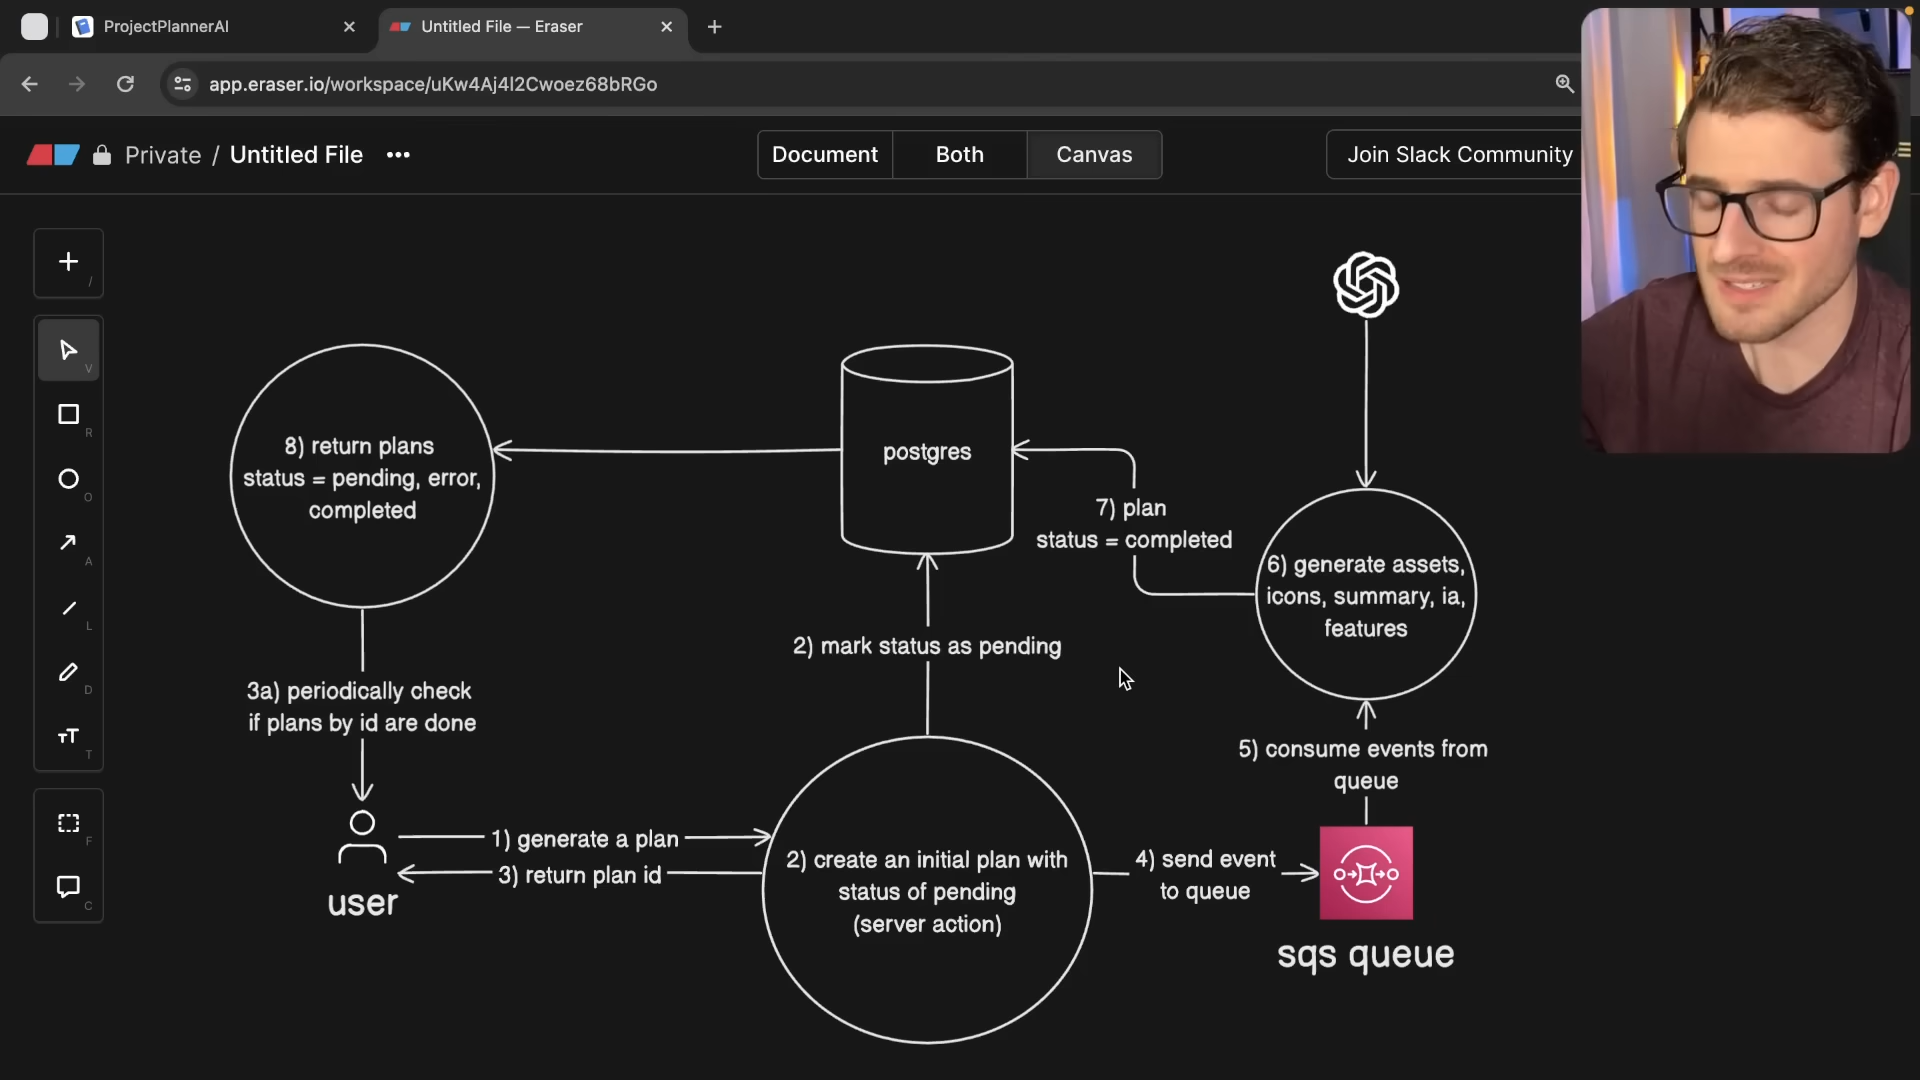 ProjectPlannerAI
Untitled File — Eraser
app.eraser.io/workspace/uKw4Aj4l2Cwoez68bRGo
Private / Untitled File
Document
Both
Canvas
Join Slack Community
/
V
R
O
A
L
D
T
F
C
8) return plans
status = pending, error,
completed
postgres
7) plan
status = completed
6) generate assets,
icons, summary, ia,
features
2) mark status as pending
3a) periodically check
if plans by id are done
5) consume events from
queue
1) generate a plan
3) return plan id
user
2) create an initial plan with
status of pending
(server action)
4) send event
to queue
sqs queue